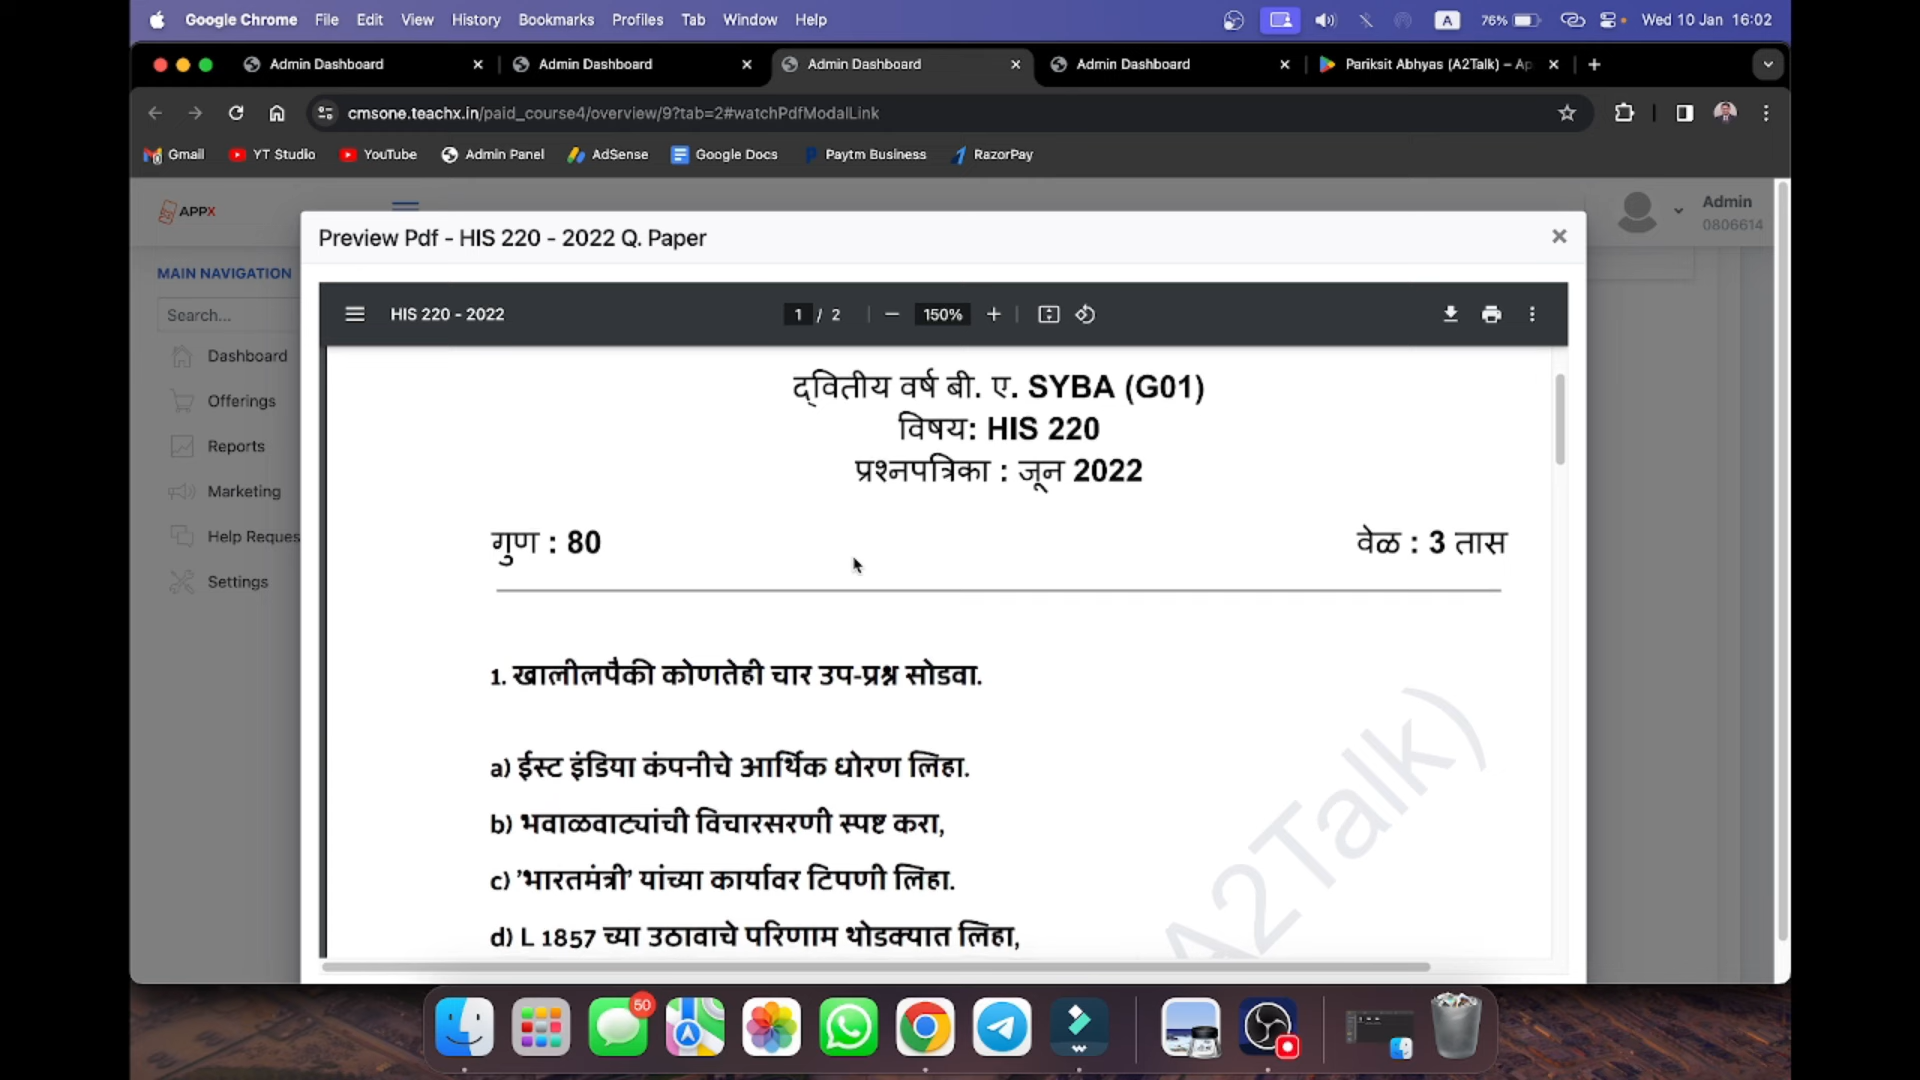 Google Chrome File Edit View History Bookmarks Profiles Tab Window Help A 76% Wed 10 Jan 16:02
Admin Dashboard Admin Dashboard Admin Dashboard Admin Dashboard Pariksit Abhyas (A2Talk) – Ap
cmsone.teachx.in/paid_course4/overview/9?tab=2#watchPdfModalLink
Gmail YT Studio YouTube Admin Panel AdSense Google Docs Paytm Business RazorPay
APPX
Admin
0806614
Preview Pdf - HIS 220 - 2022 Q. Paper
MAIN NAVIGATION
Search...
Dashboard
Offerings
Reports
Marketing
Help Reques
Settings
HIS 220 - 2022 1 / 2 150%
द्वितीय वर्ष बी. ए. SYBA (G01)
विषय: HIS 220
प्रश्नपत्रिका : जून 2022
गुण : 80 वेळ : 3 तास
1. खालीलपैकी कोणतेही चार उप-प्रश्न सोडवा.
a) ईस्ट इंडिया कंपनीचे आर्थिक धोरण लिहा.
b) भवाळवाट्यांची विचारसरणी स्पष्ट करा,
c) 'भारतमंत्री' यांच्या कार्यावर टिपणी लिहा.
d) L 1857 च्या उठावाचे परिणाम थोडक्यात लिहा,
A2Talk)
50